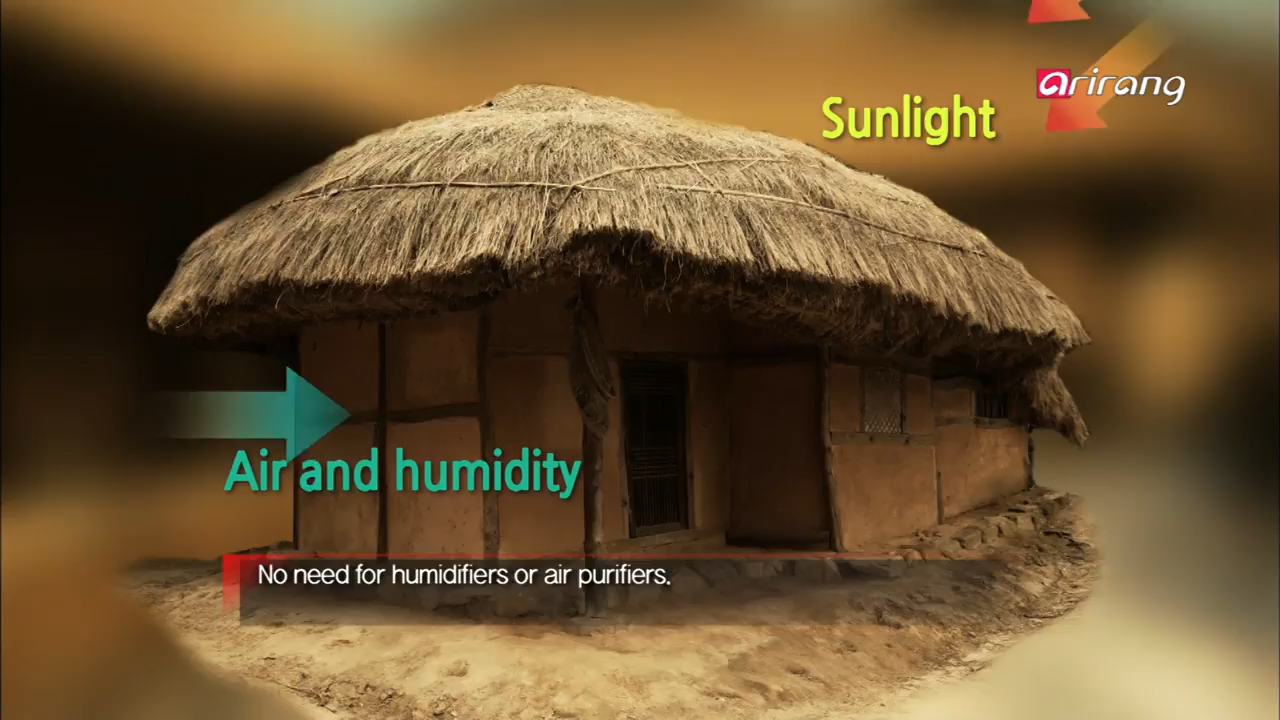 arirang
Sunlight
Air and humidity
No need for humidifiers or air purifiers.